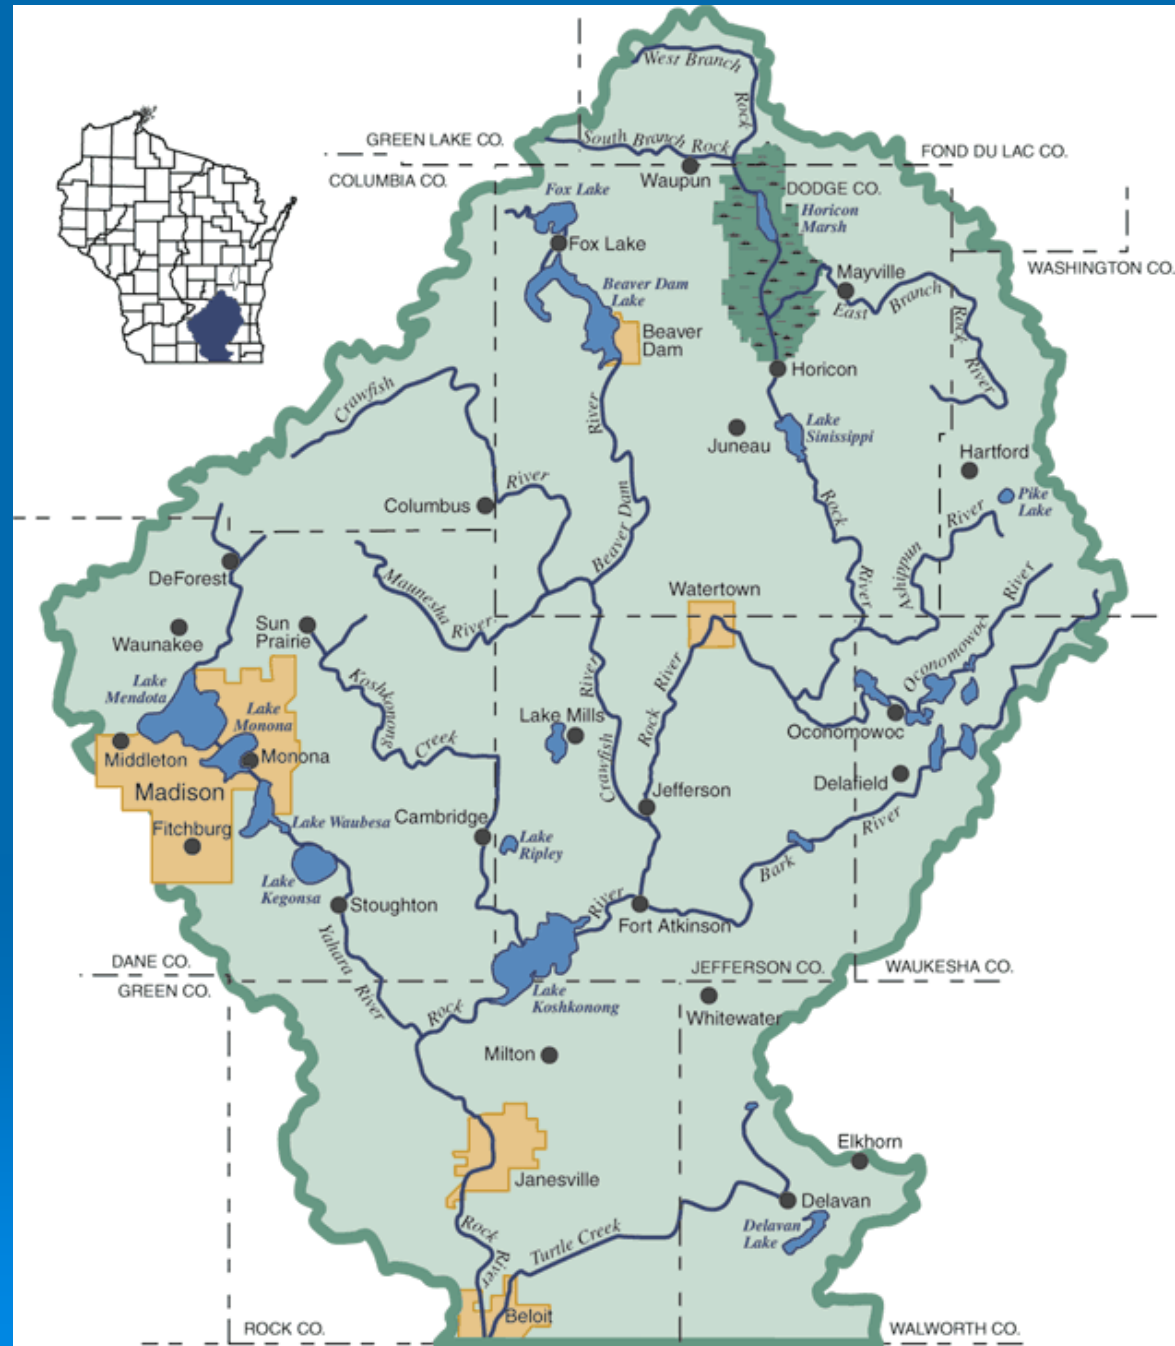 West Branch
Rock
GREEN LAKE CO.
South Branch Rock
FOND DU LAC CO.
COLUMBIA CO.
Waupun
DODGE CO.
Fox Lake
Horicon
Marsh
Fox Lake
WASHINGTON CO.
Mayville
Beaver Dam
Lake
East Branch
Rock
River
Beaver
Dam
Horicon
Crawfish
River
Lake
Sinissippi
Juneau
Hartford
River
Columbus
Beaver Dam
Rock
River
Pike
Lake
River
Ashippun
DeForest
Maunesha
River
Watertown
River
Oconomowoc
Sun
Prairie
Waunakee
Lake
Mendota
Koshkonong
Creek
River
Crawfish
River
Rock
Lake
Monona
Lake Mills
Oconomowoc
Middleton
Monona
Madison
Delafield
Jefferson
Fitchburg
Lake Waubesa
Cambridge
Lake
Ripley
River
Bark
Lake
Kegonsa
Stoughton
River
Fort Atkinson
Yahara
River
DANE CO.
JEFFERSON CO.
WAUKESHA CO.
GREEN CO.
Lake
Koshkonong
Rock
Whitewater
Milton
Elkhorn
Janesville
Delavan
Rock
River
Turtle Creek
Delavan
Lake
Beloit
ROCK CO.
WALWORTH CO.